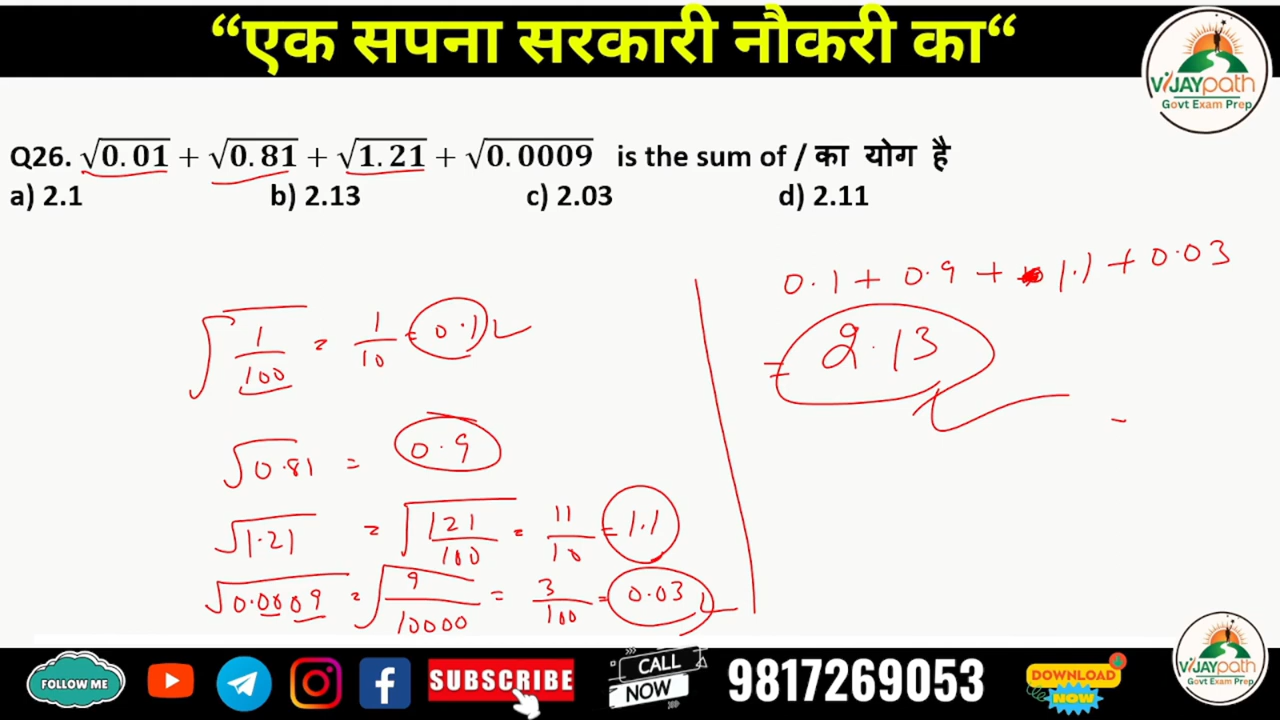 “एक सपना सरकारी नौकरी का“
ViJAYpath
Govt Exam Prep
Q26. √0.01 + √0.81 + √1.21 + √0.0009 is the sum of / का योग है
a) 2.1 b) 2.13 c) 2.03 d) 2.11
0.1 + 0.9 + 1.1 + 0.03
= 2.13
√(1/100) = 1/10 = 0.1
√0.81 = 0.9
√1.21 = √(121/100) = 11/10 = 1.1
√0.0009 = √(9/10000) = 3/100 = 0.03
FOLLOW ME
SUBSCRIBE
CALL
NOW
9817269053
DOWNLOAD
NOW
ViJAYpath
Govt Exam Prep